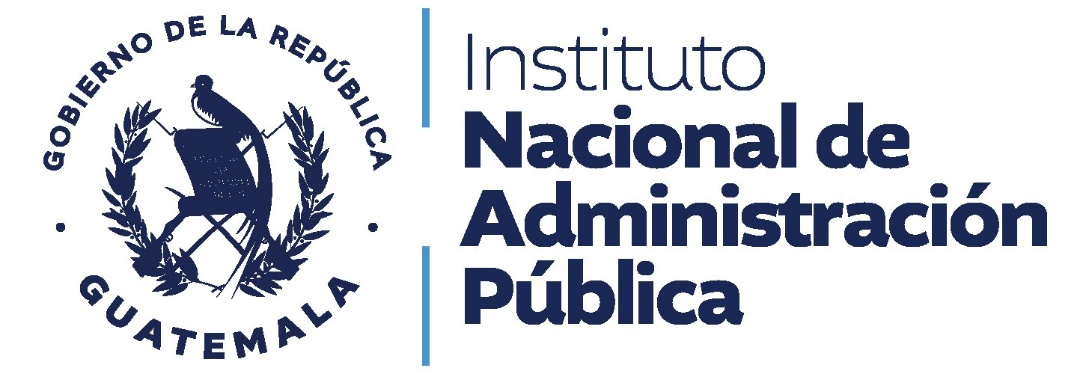 GOBIERNO DE LA REPÚBLICA
GUATEMALA
Instituto
Nacional de
Administración
Pública